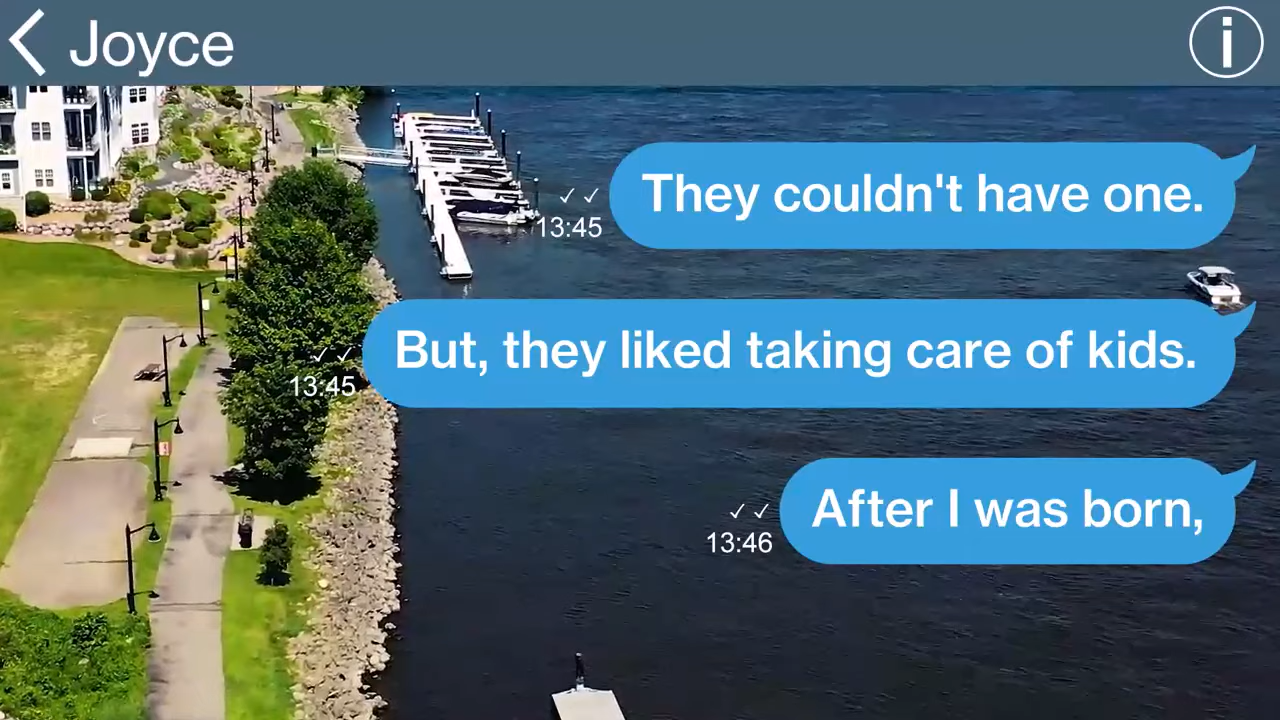 Joyce
i
They couldn't have one.
✓✓
13:45
But, they liked taking care of kids.
✓✓
13:45
After I was born,
✓✓
13:46